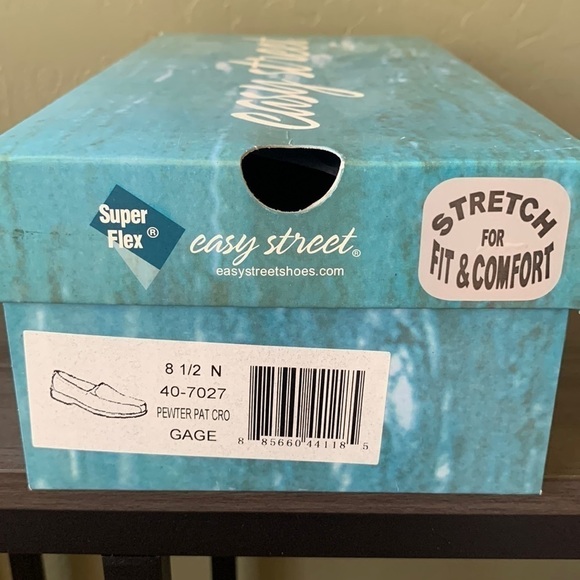 easy street
Super
Flex®
easy street®
easystreetshoes.com
STRETCH
FOR
FIT & COMFORT
8 1/2 N
40-7027
PEWTER PAT CRO
GAGE
8 85660 44118 5